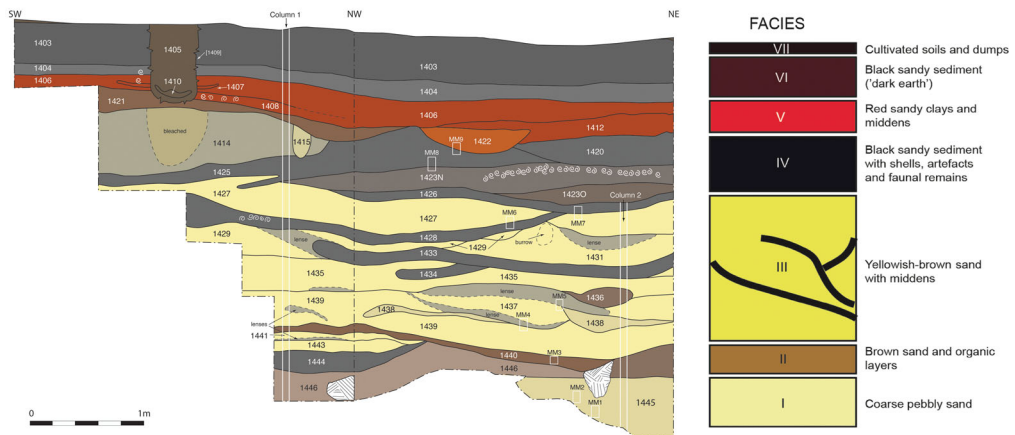 SW
Column 1
NW
NE
1403
1405
[1409]
1403
1404
1404
1406
1410
1407
1406
1421
1408
1412
bleached
1414
1415
MM9
1422
MM8
1420
1425
1423N
1427
1426
1423O
Column 2
1427
MM6
MM7
1429
1428
1429
burrow
lense
lense
1433
1431
1434
1435
1435
lense
1439
MM5
1436
1437
1438
lense
MM4
1438
lenses
1439
1441
1443
1440
MM3
1444
1446
1446
MM2
MM1
1445
0
1m
FACIES
VII
Cultivated soils and dumps
VI
Black sandy sediment
('dark earth')
V
Red sandy clays and
middens
IV
Black sandy sediment
with shells, artefacts
and faunal remains
III
Yellowish-brown sand
with middens
II
Brown sand and organic
layers
I
Coarse pebbly sand